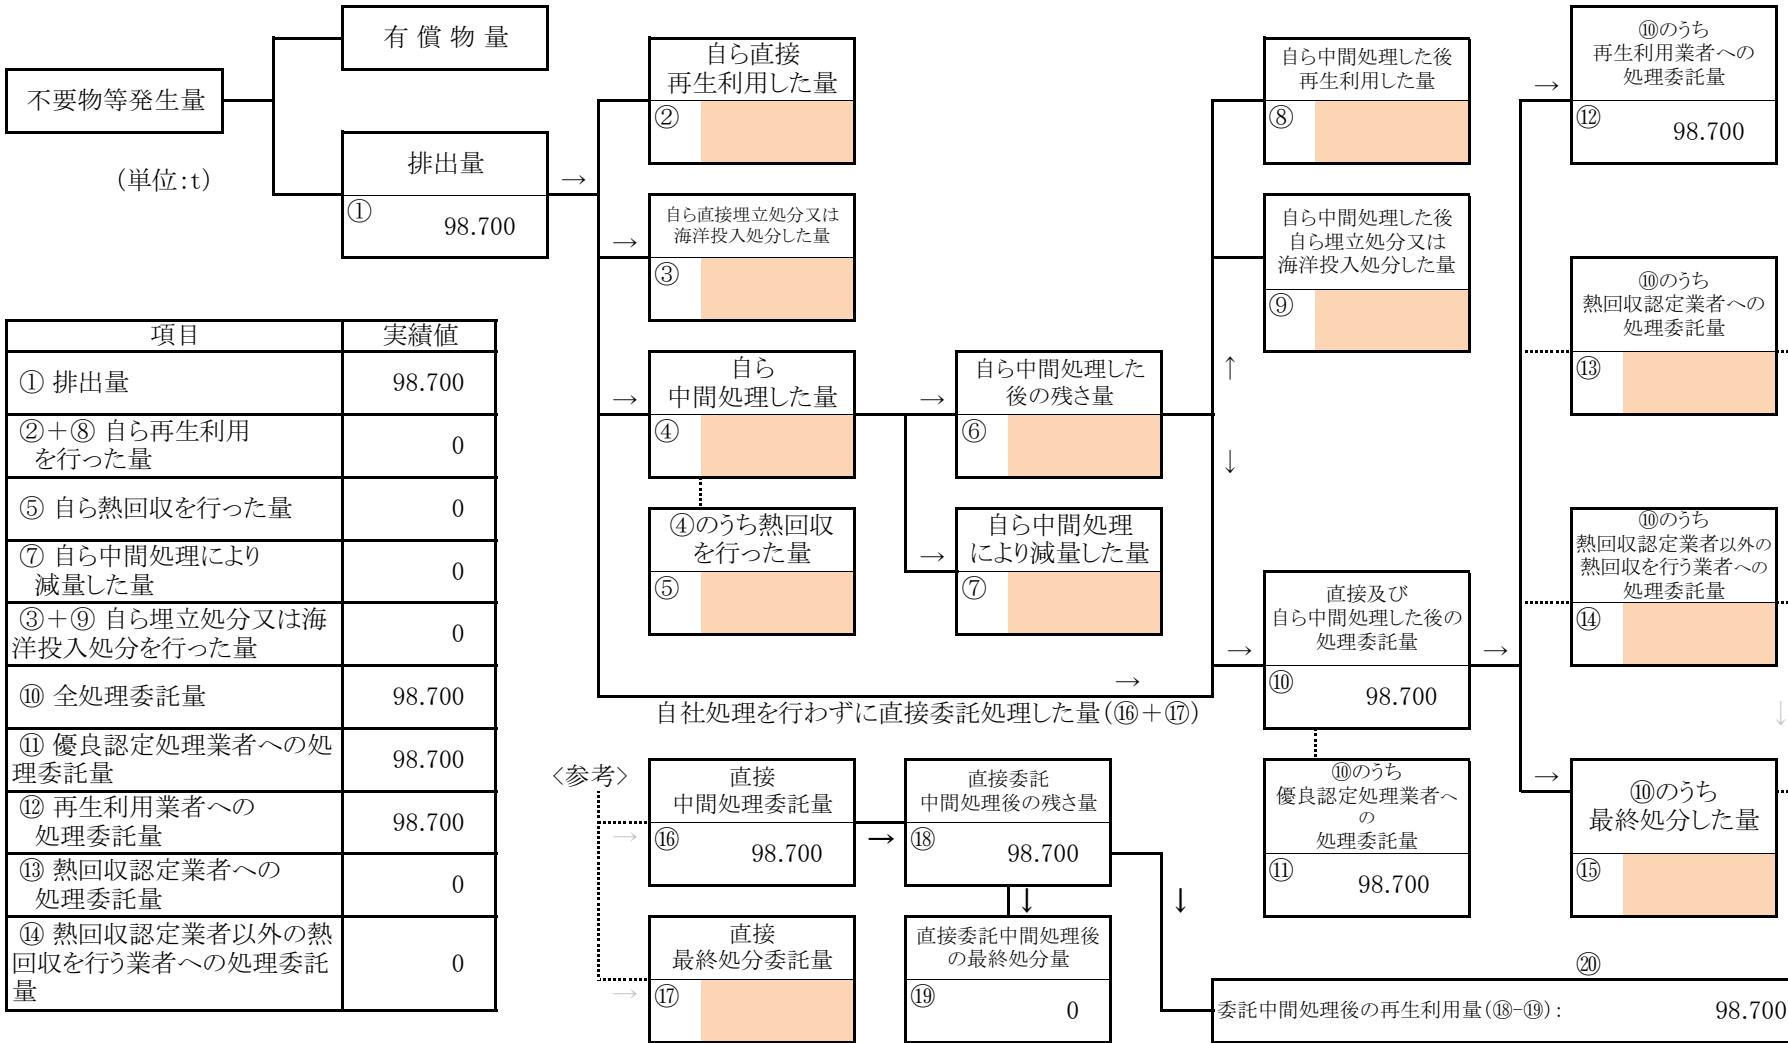 不要物等発生量
(単位:t)
有 償 物 量
排出量
①
98.700
→
自ら直接
再生利用した量
②
→
自ら直接埋立処分又は
海洋投入処分した量
③
→
自ら
中間処理した量
④
④のうち熱回収
を行った量
⑤
→
自ら中間処理した
後の残さ量
⑥
→
自ら中間処理
により減量した量
⑦
自ら中間処理した後
再生利用した量
⑧
自ら中間処理した後
自ら埋立処分又は
海洋投入処分した量
⑨
↑
↓
→
自社処理を行わずに直接委託処理した量(⑯+⑰)
→
直接及び
自ら中間処理した後の
処理委託量
⑩
98.700
⑩のうち
優良認定処理業者へ
の
処理委託量
⑪
98.700
→
→
⑩のうち
再生利用業者への
処理委託量
⑫
98.700
⑩のうち
熱回収認定業者への
処理委託量
⑬
⑩のうち
熱回収認定業者以外の
熱回収を行う業者への
処理委託量
⑭
↓
→
⑩のうち
最終処分した量
⑮
項目 実績値
① 排出量 98.700
②+⑧ 自ら再生利用
を行った量 0
⑤ 自ら熱回収を行った量 0
⑦ 自ら中間処理により
減量した量 0
③+⑨ 自ら埋立処分又は海
洋投入処分を行った量 0
⑩ 全処理委託量 98.700
⑪ 優良認定処理業者への処
理委託量 98.700
⑫ 再生利用業者への
処理委託量 98.700
⑬ 熱回収認定業者への
処理委託量 0
⑭ 熱回収認定業者以外の熱
回収を行う業者への処理委託
量 0
<参考>
→
直接
中間処理委託量
⑯
98.700
→
直接委託
中間処理後の残さ量
⑱
98.700
→
直接
最終処分委託量
⑰
↓
直接委託中間処理後
の最終処分量
⑲
0
↓
⑳
委託中間処理後の再生利用量(⑱-⑲): 98.700